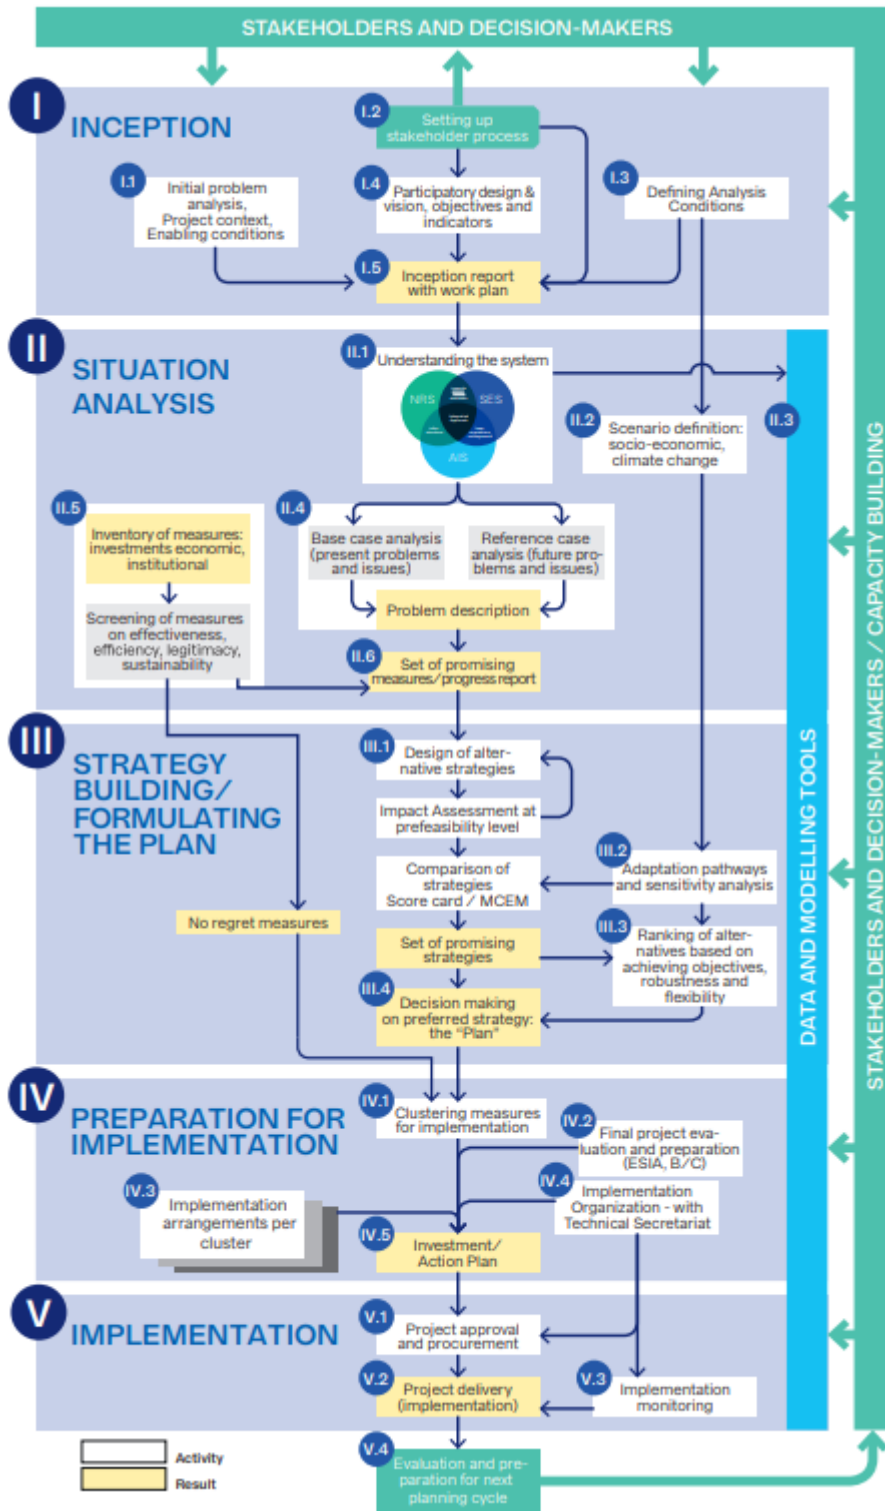 STAKEHOLDERS AND DECISION-MAKERS
I
INCEPTION
I.2
Setting up
stakeholder process
I.1
Initial problem
analysis,
Project context,
Enabling conditions
I.4
Participatory design &
vision, objectives and
indicators
I.3
Defining Analysis
Conditions
I.5
Inception report
with work plan
II
SITUATION
ANALYSIS
II.1
Understanding the system
NRS
SES
AIS
II.2
Scenario definition:
socio-economic,
climate change
II.3
II.5
Inventory of measures:
investments economic,
institutional
Screening of measures
on effectiveness,
efficiency, legitimacy,
sustainability
II.4
Base case analysis
(present problems
and issues)
Reference case
analysis (future pro-
blems and issues)
Problem description
II.6
Set of promising
measures/progress report
III
STRATEGY
BUILDING/
FORMULATING
THE PLAN
III.1
Design of alter-
native strategies
Impact Assessment at
prefeasibility level
Comparison of
strategies
Score card / MCEM
III.2
Adaptation pathways
and sensitivity analysis
No regret measures
Set of promising
strategies
III.3
Ranking of alter-
natives based on
achieving objectives,
robustness and
flexibility
III.4
Decision making
on preferred strategy:
the "Plan"
IV
PREPARATION FOR
IMPLEMENTATION
IV.1
Clustering measures
for implementation
IV.2
Final project eva-
luation and preparation
(ESIA, B/C)
IV.3
Implementation
arrangements per
cluster
IV.4
Implementation
Organization - with
Technical Secretariat
IV.5
Investment/
Action Plan
V
IMPLEMENTATION
V.1
Project approval
and procurement
V.2
Project delivery
(implementation)
V.3
Implementation
monitoring
V.4
Evaluation and pre-
paration for next
planning cycle
Activity
Result
DATA AND MODELLING TOOLS
STAKEHOLDERS AND DECISION-MAKERS / CAPACITY BUILDING